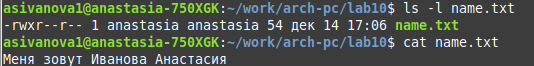 asivanova1@anastasia-750XGK:~/work/arch-pc/lab10$ ls -l name.txt
-rwxr--r-- 1 anastasia anastasia 54 дек 14 17:06 name.txt
asivanova1@anastasia-750XGK:~/work/arch-pc/lab10$ cat name.txt
Меня зовут Иванова Анастасия